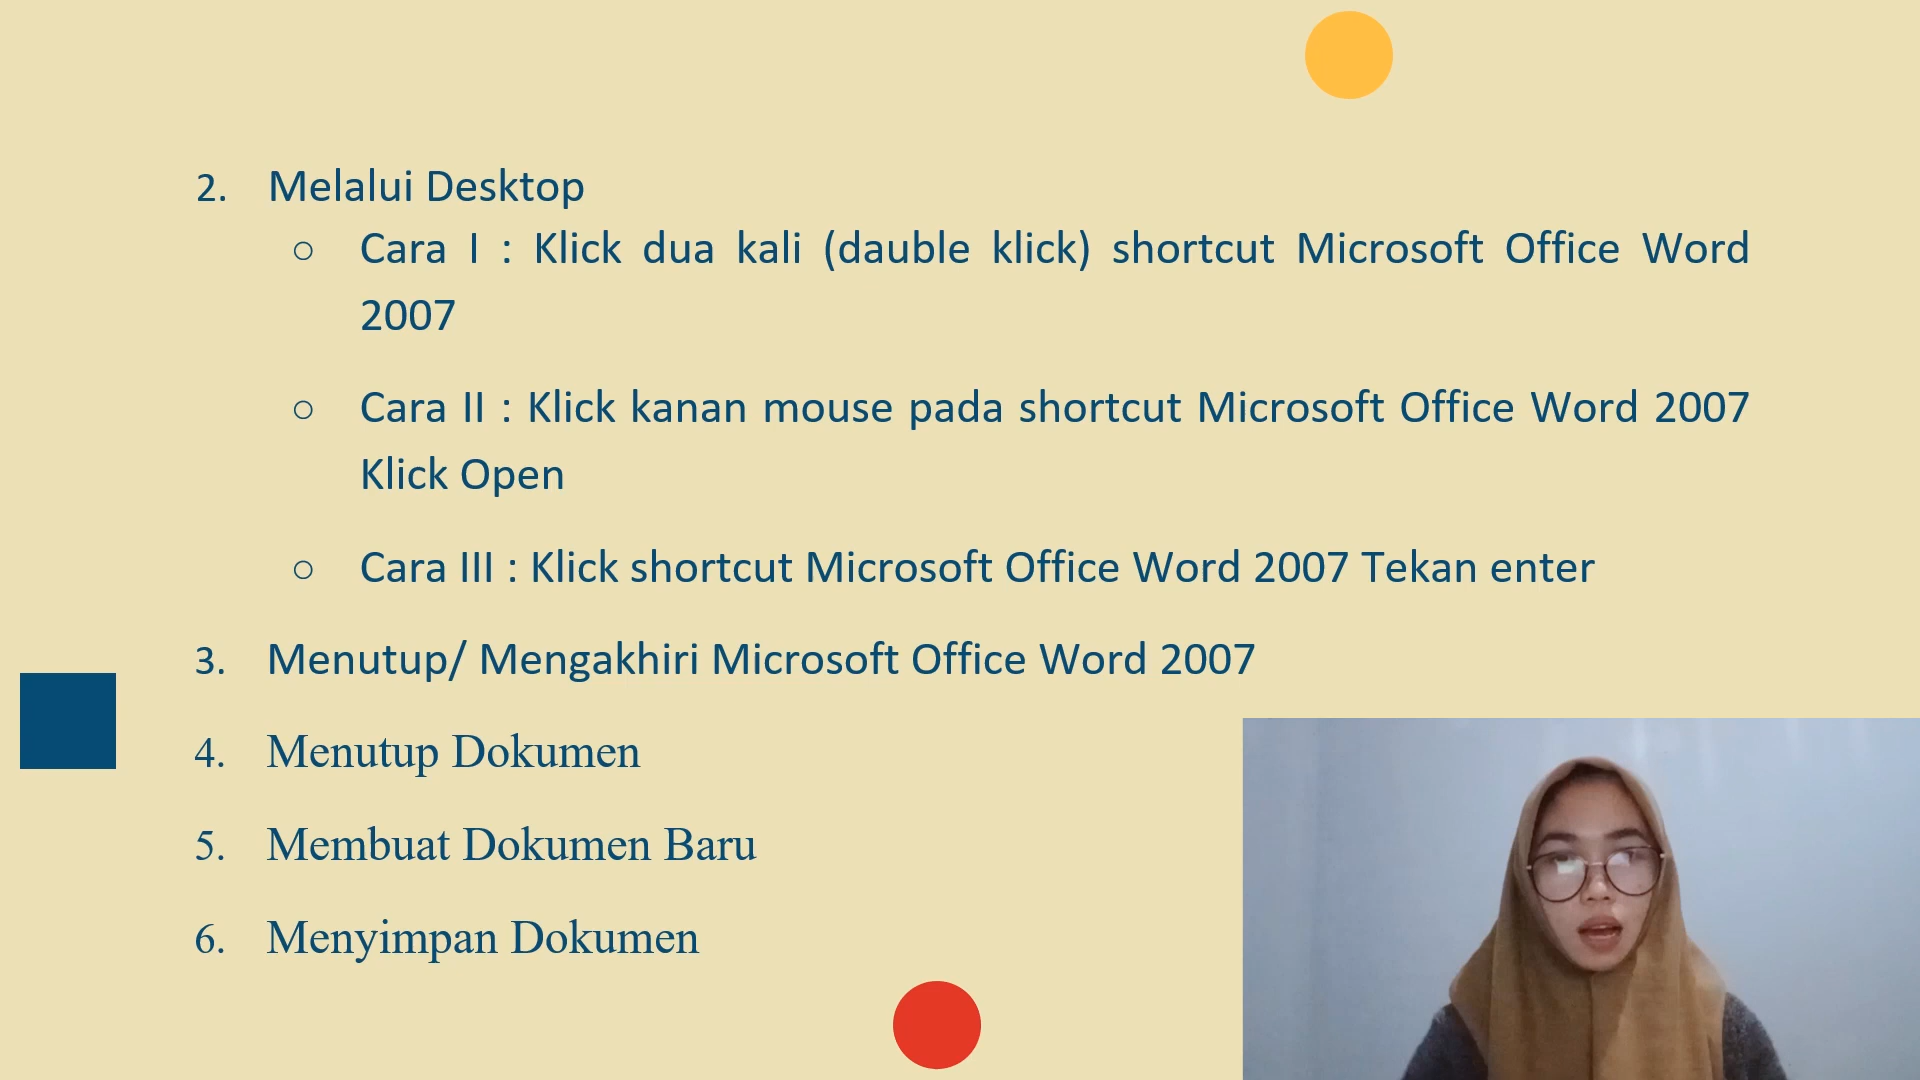 2. Melalui Desktop
○ Cara I : Klick dua kali (dauble klick) shortcut Microsoft Office Word
2007
○ Cara II : Klick kanan mouse pada shortcut Microsoft Office Word 2007
Klick Open
○ Cara III : Klick shortcut Microsoft Office Word 2007 Tekan enter
3. Menutup/ Mengakhiri Microsoft Office Word 2007
4. Menutup Dokumen
5. Membuat Dokumen Baru
6. Menyimpan Dokumen